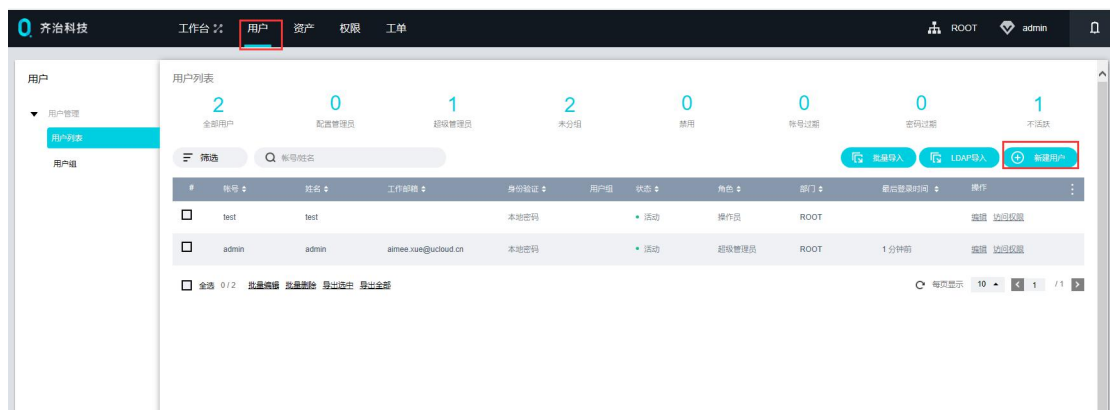 齐治科技 工作台 用户 资产 权限 工单 ROOT admin
用户 用户列表
2 0 1 2 0 0 0 1
全部用户 配置管理员 超级管理员 未分组 禁用 帐号过期 密码过期 不活跃
用户管理
用户列表
用户组
筛选 帐号/姓名 批量导入 LDAP导入 新建用户
# 帐号 姓名 工作邮箱 身份验证 用户组 状态 角色 部门 最后登录时间 操作
test test 本地密码 活动 操作员 ROOT 编辑 访问权限
admin admin aimee.xue@ucloud.cn 本地密码 活动 超级管理员 ROOT 1 分钟前 编辑 访问权限
全选 0 / 2 批量编辑 批量删除 导出选中 导出全部 每页显示 10 1 / 1